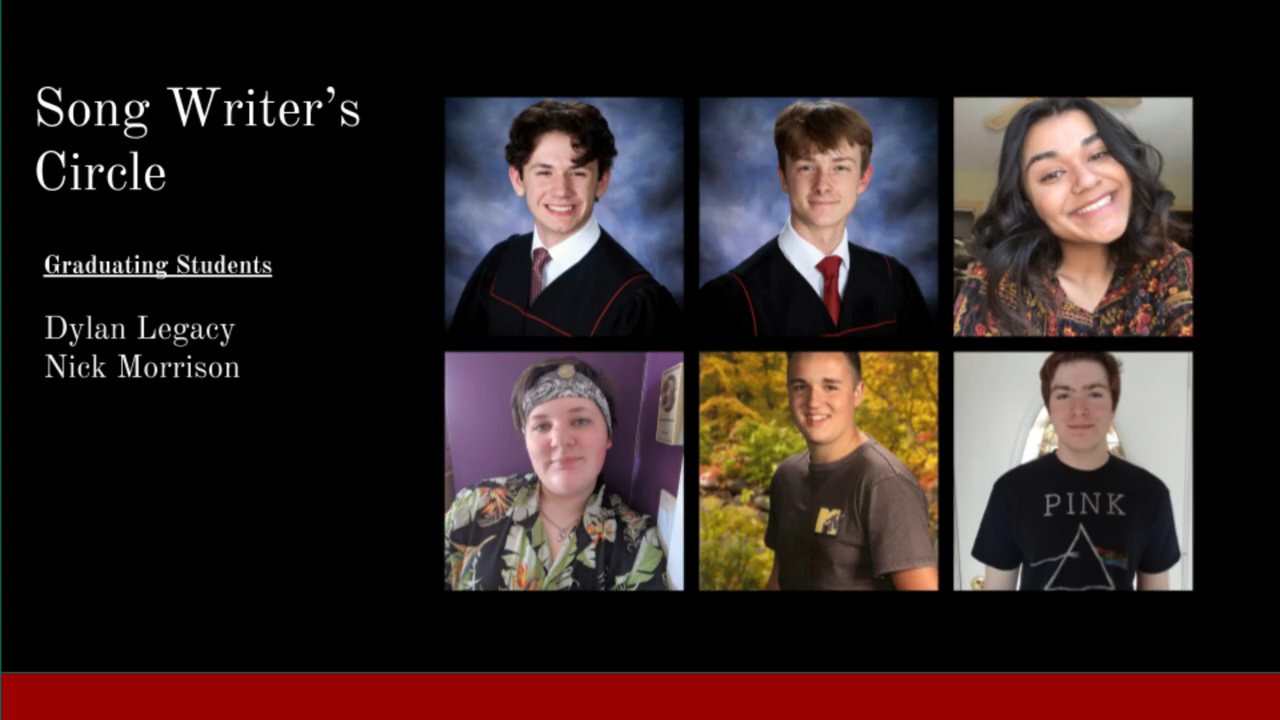 Song Writer’s
Circle
Graduating Students
Dylan Legacy
Nick Morrison
PINK